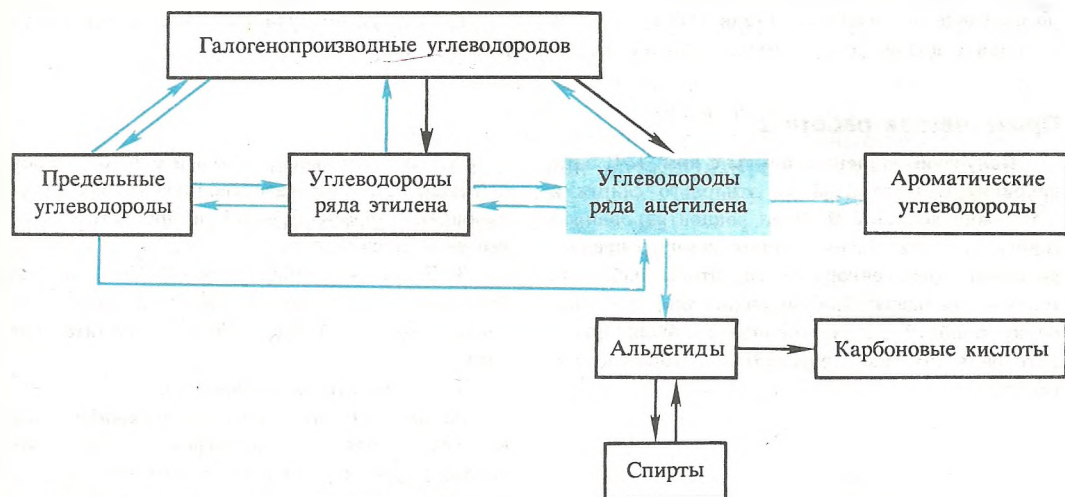 Галогенопроизводные углеводородов
Предельные
углеводороды
Углеводороды
ряда этилена
Углеводороды
ряда ацетилена
Ароматические
углеводороды
Альдегиды
Карбоновые кислоты
Спирты